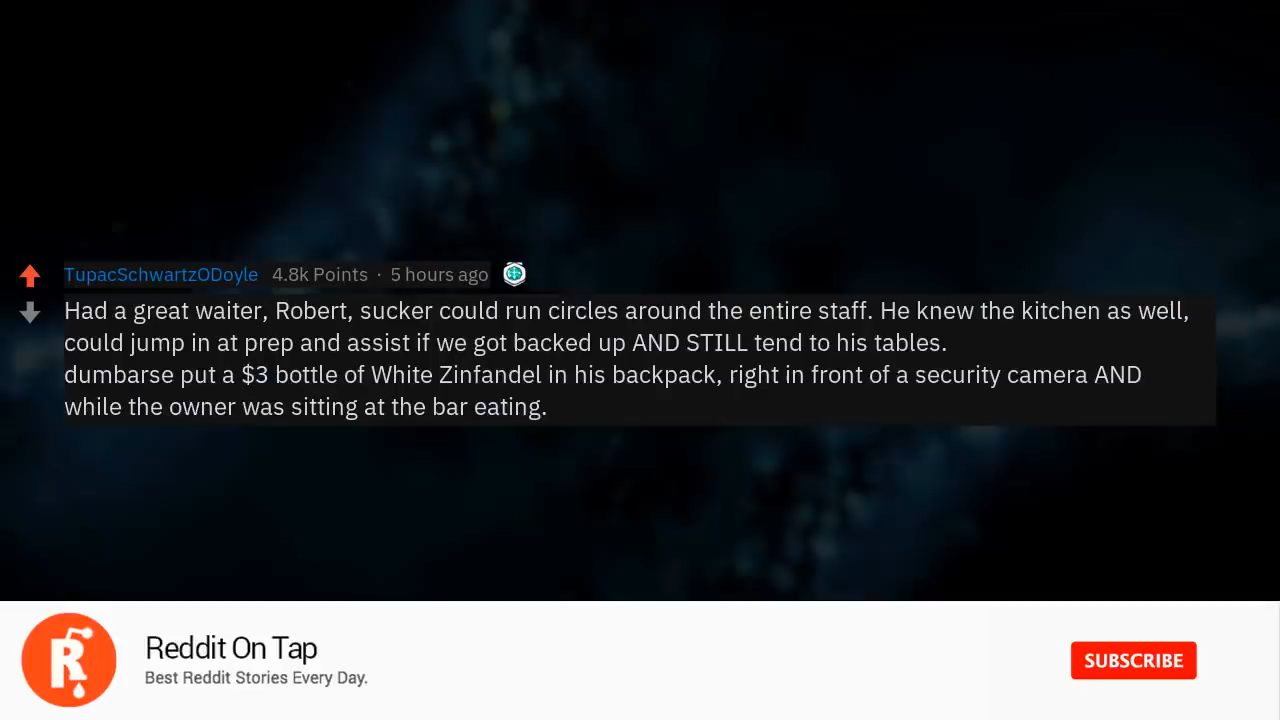 TupacSchwartzODoyle 4.8k Points · 5 hours ago
Had a great waiter, Robert, sucker could run circles around the entire staff. He knew the kitchen as well,
could jump in at prep and assist if we got backed up AND STILL tend to his tables.
dumbarse put a $3 bottle of White Zinfandel in his backpack, right in front of a security camera AND
while the owner was sitting at the bar eating.
Reddit On Tap
Best Reddit Stories Every Day.
SUBSCRIBE